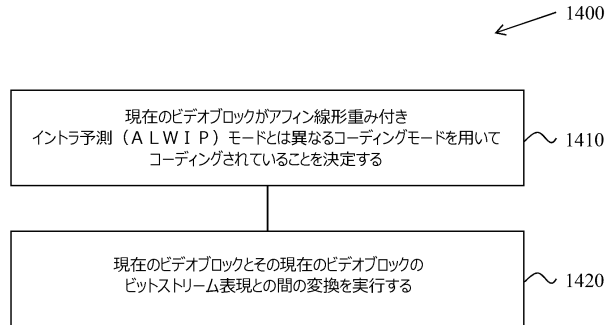 1400
現在のビデオブロックがアフィン線形重み付き
イントラ予測（ＡＬＷＩＰ）モードとは異なるコーディングモードを用いて
コーディングされていることを決定する
1410
現在のビデオブロックとその現在のビデオブロックの
ビットストリーム表現との間の変換を実行する
1420